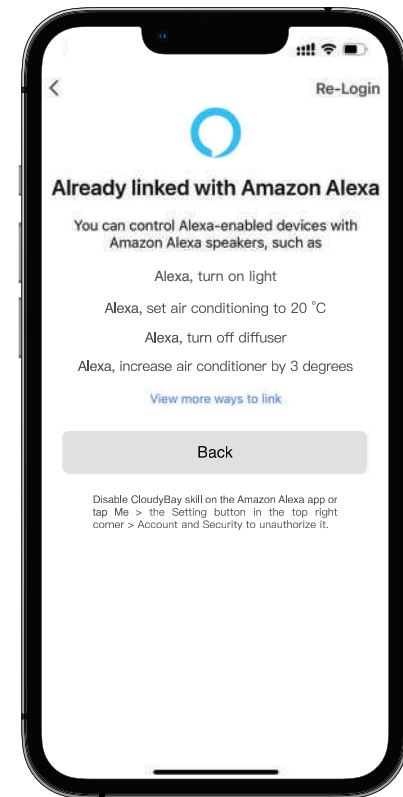 Re-Login
Already linked with Amazon Alexa
You can control Alexa-enabled devices with
Amazon Alexa speakers, such as
Alexa, turn on light
Alexa, set air conditioning to 20 °C
Alexa, turn off diffuser
Alexa, increase air conditioner by 3 degrees
View more ways to link
Back
Disable CloudyBay skill on the Amazon Alexa app or
tap Me > the Setting button in the top right
corner > Account and Security to unauthorize it.